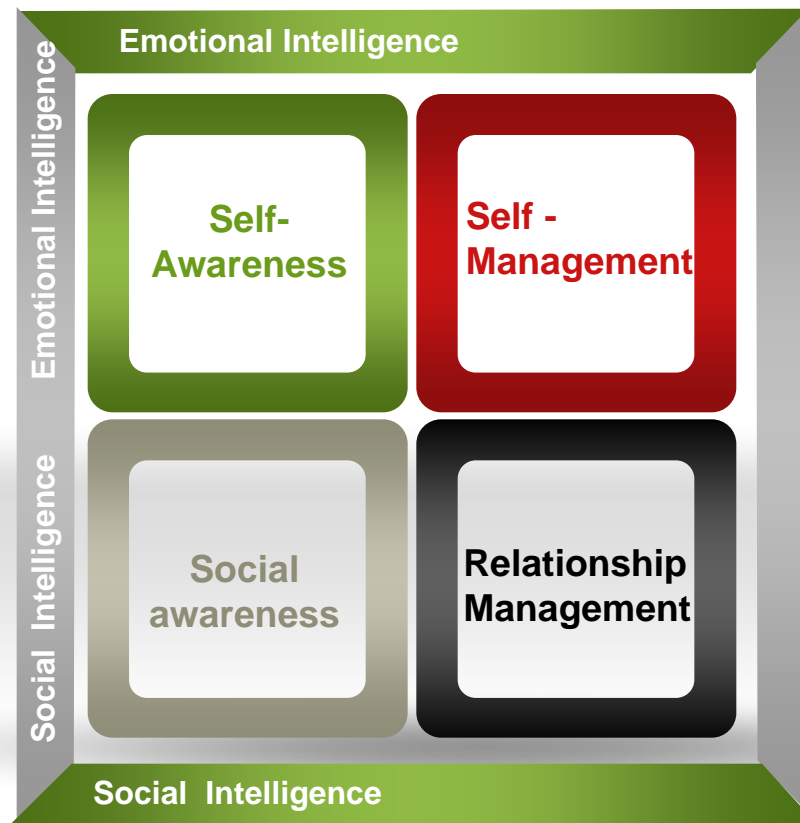 Emotional Intelligence
Emotional Intelligence
Self-
Awareness
Self -
Management
Social Intelligence
Social
awareness
Relationship
Management
Social Intelligence